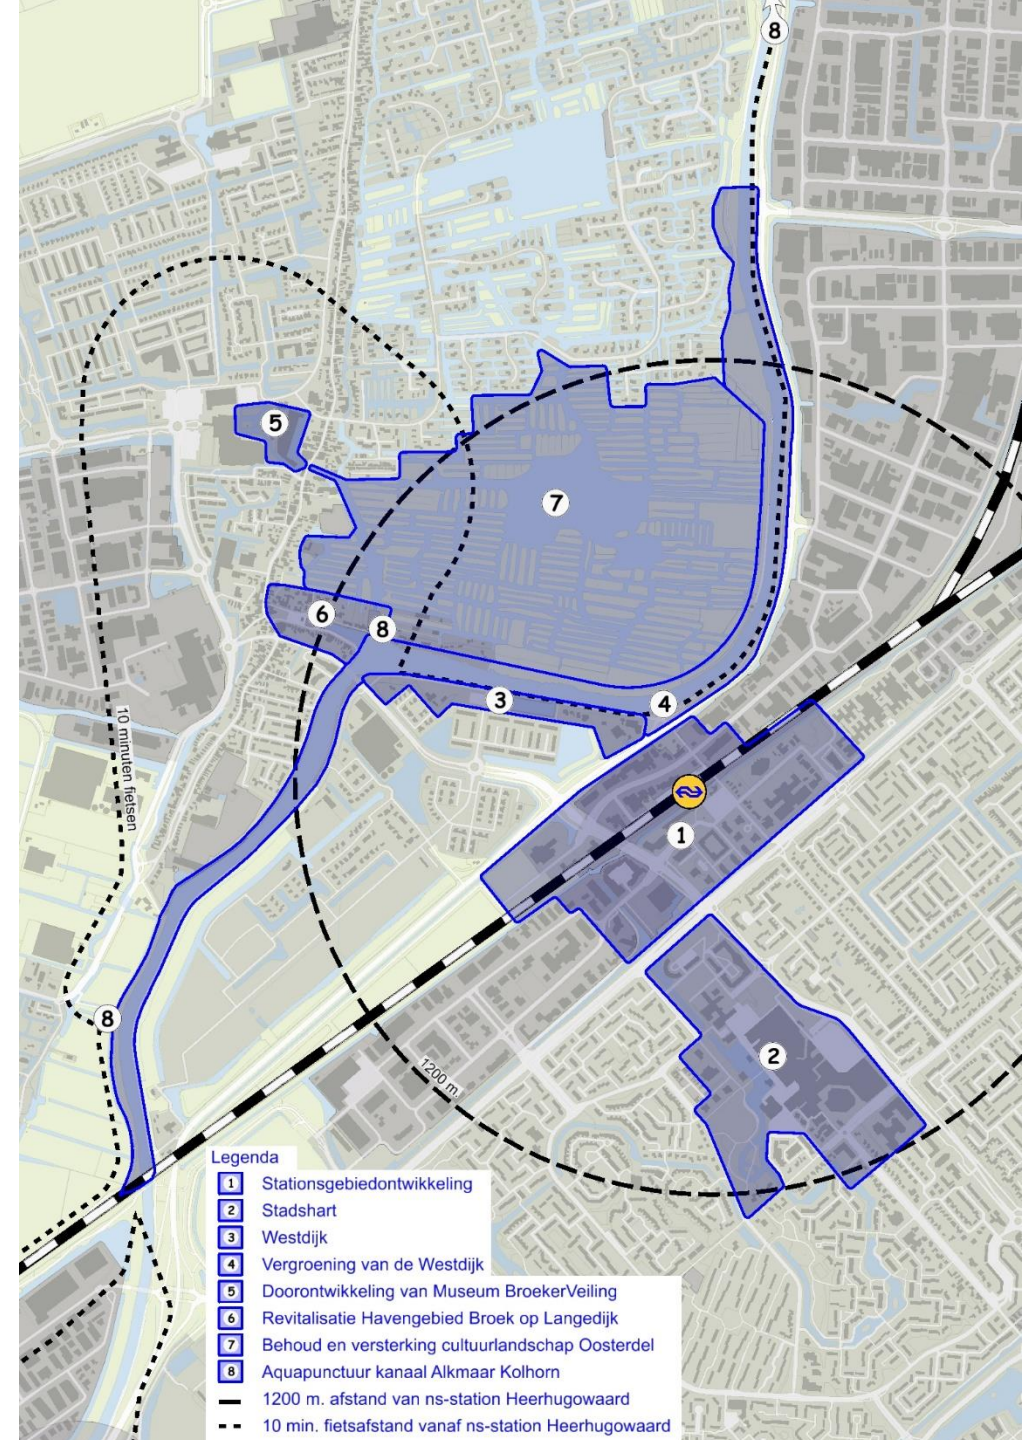 8
5
7
6
8
3
4
10 minuten fietsen
1
8
2
1200 m.
Legenda
1 Stationsgebiedontwikkeling
2 Stadshart
3 Westdijk
4 Vergroening van de Westdijk
5 Doorontwikkeling van Museum BroekerVeiling
6 Revitalisatie Havengebied Broek op Langedijk
7 Behoud en versterking cultuurlandschap Oosterdel
8 Aquapunctuur kanaal Alkmaar Kolhorn
1200 m. afstand van ns-station Heerhugowaard
10 min. fietsafstand vanaf ns-station Heerhugowaard